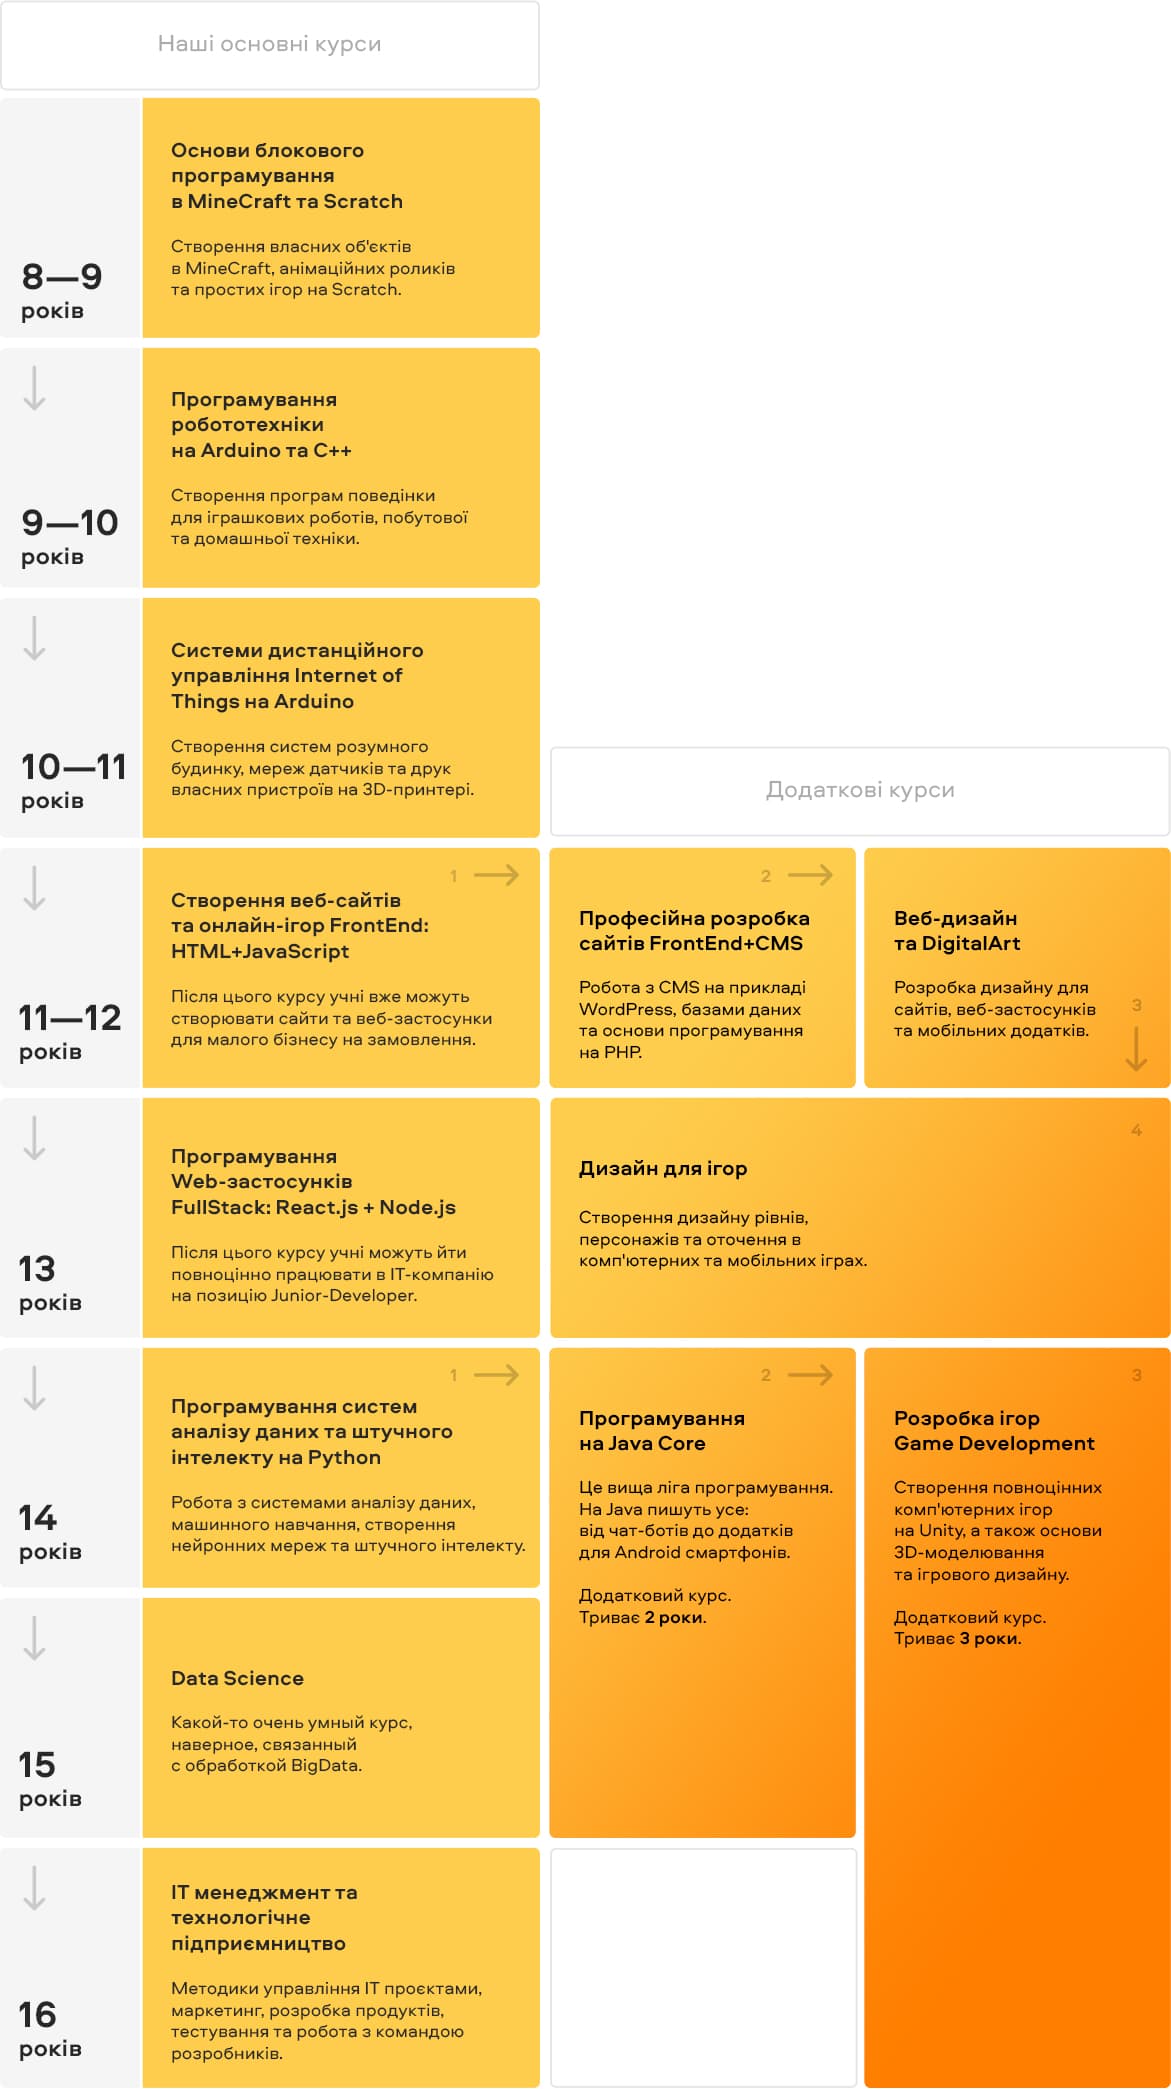 Наші основні курси
Основи блокового
програмування
в MineCraft та Scratch
Створення власних об'єктів
в MineCraft, анімаційних роликів
та простих ігор на Scratch.
8—9
років
Програмування
робототехніки
на Arduino та C++
Створення програм поведінки
для іграшкових роботів, побутової
та домашньої техніки.
9—10
років
Системи дистанційного
управління Internet of
Things на Arduino
Створення систем розумного
будинку, мереж датчиків та друк
власних пристроїв на 3D-принтері.
10—11
років
Додаткові курси
1
Створення веб-сайтів
та онлайн-ігор FrontEnd:
HTML+JavaScript
Після цього курсу учні вже можуть
створювати сайти та веб-застосунки
для малого бізнесу на замовлення.
11—12
років
2
Професійна розробка
сайтів FrontEnd+CMS
Робота з CMS на прикладі
WordPress, базами даних
та основи програмування
на PHP.
Веб-дизайн
та DigitalArt
Розробка дизайну для
сайтів, веб-застосунків
та мобільних додатків.
3
Програмування
Web-застосунків
FullStack: React.js + Node.js
Після цього курсу учні можуть йти
повноцінно працювати в IT-компанію
на позицію Junior-Developer.
13
років
4
Дизайн для ігор
Створення дизайну рівнів,
персонажів та оточення в
комп'ютерних та мобільних іграх.
1
Програмування систем
аналізу даних та штучного
інтелекту на Python
Робота з системами аналізу даних,
машинного навчання, створення
нейронних мереж та штучного інтелекту.
14
років
2
Програмування
на Java Core
Це вища ліга програмування.
На Java пишуть усе:
від чат-ботів до додатків
для Android смартфонів.
Додатковий курс.
Триває 2 роки.
3
Розробка ігор
Game Development
Створення повноцінних
комп'ютерних ігор
на Unity, а також основи
3D-моделювання
та ігрового дизайну.
Додатковий курс.
Триває 3 роки.
Data Science
Какой-то очень умный курс,
наверное, связанный
с обработкой BigData.
15
років
IT менеджмент та
технологічне
підприємництво
Методики управління IT проєктами,
маркетинг, розробка продуктів,
тестування та робота з командою
розробників.
16
років